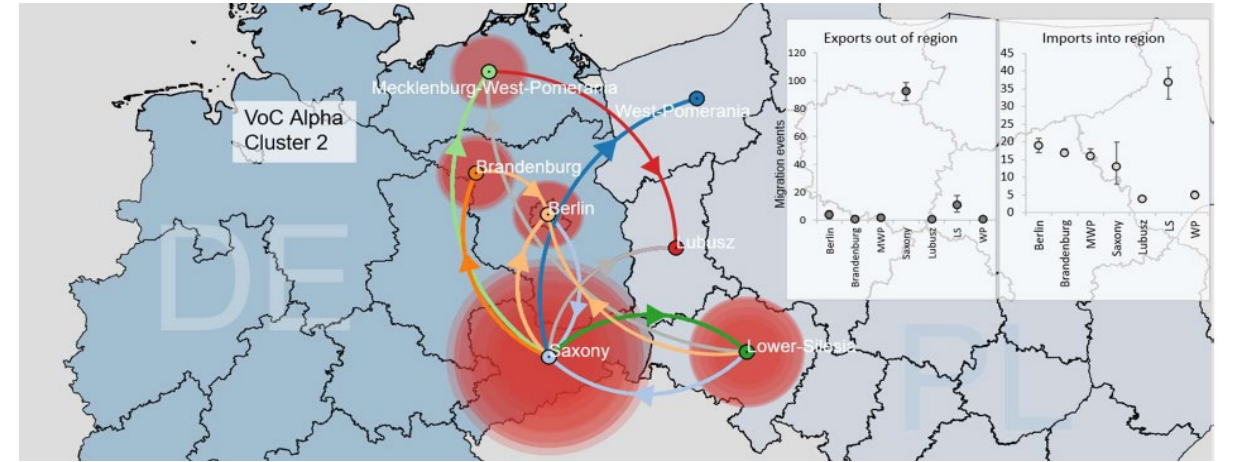 Mecklenburg-West-Pomerania
West-Pomerania
VoC Alpha
Cluster 2
Brandenburg
Berlin
Lubusz
DE
Saxony
Lower-Silesia
PL
Exports out of region
Migration events
120
100
80
60
40
20
0
Berlin
Brandenburg
MWP
Saxony
Lubusz
LS
WP
Imports into region
45
40
35
30
25
20
15
10
5
0
Berlin
Brandenburg
MWP
Saxony
Lubusz
LS
WP